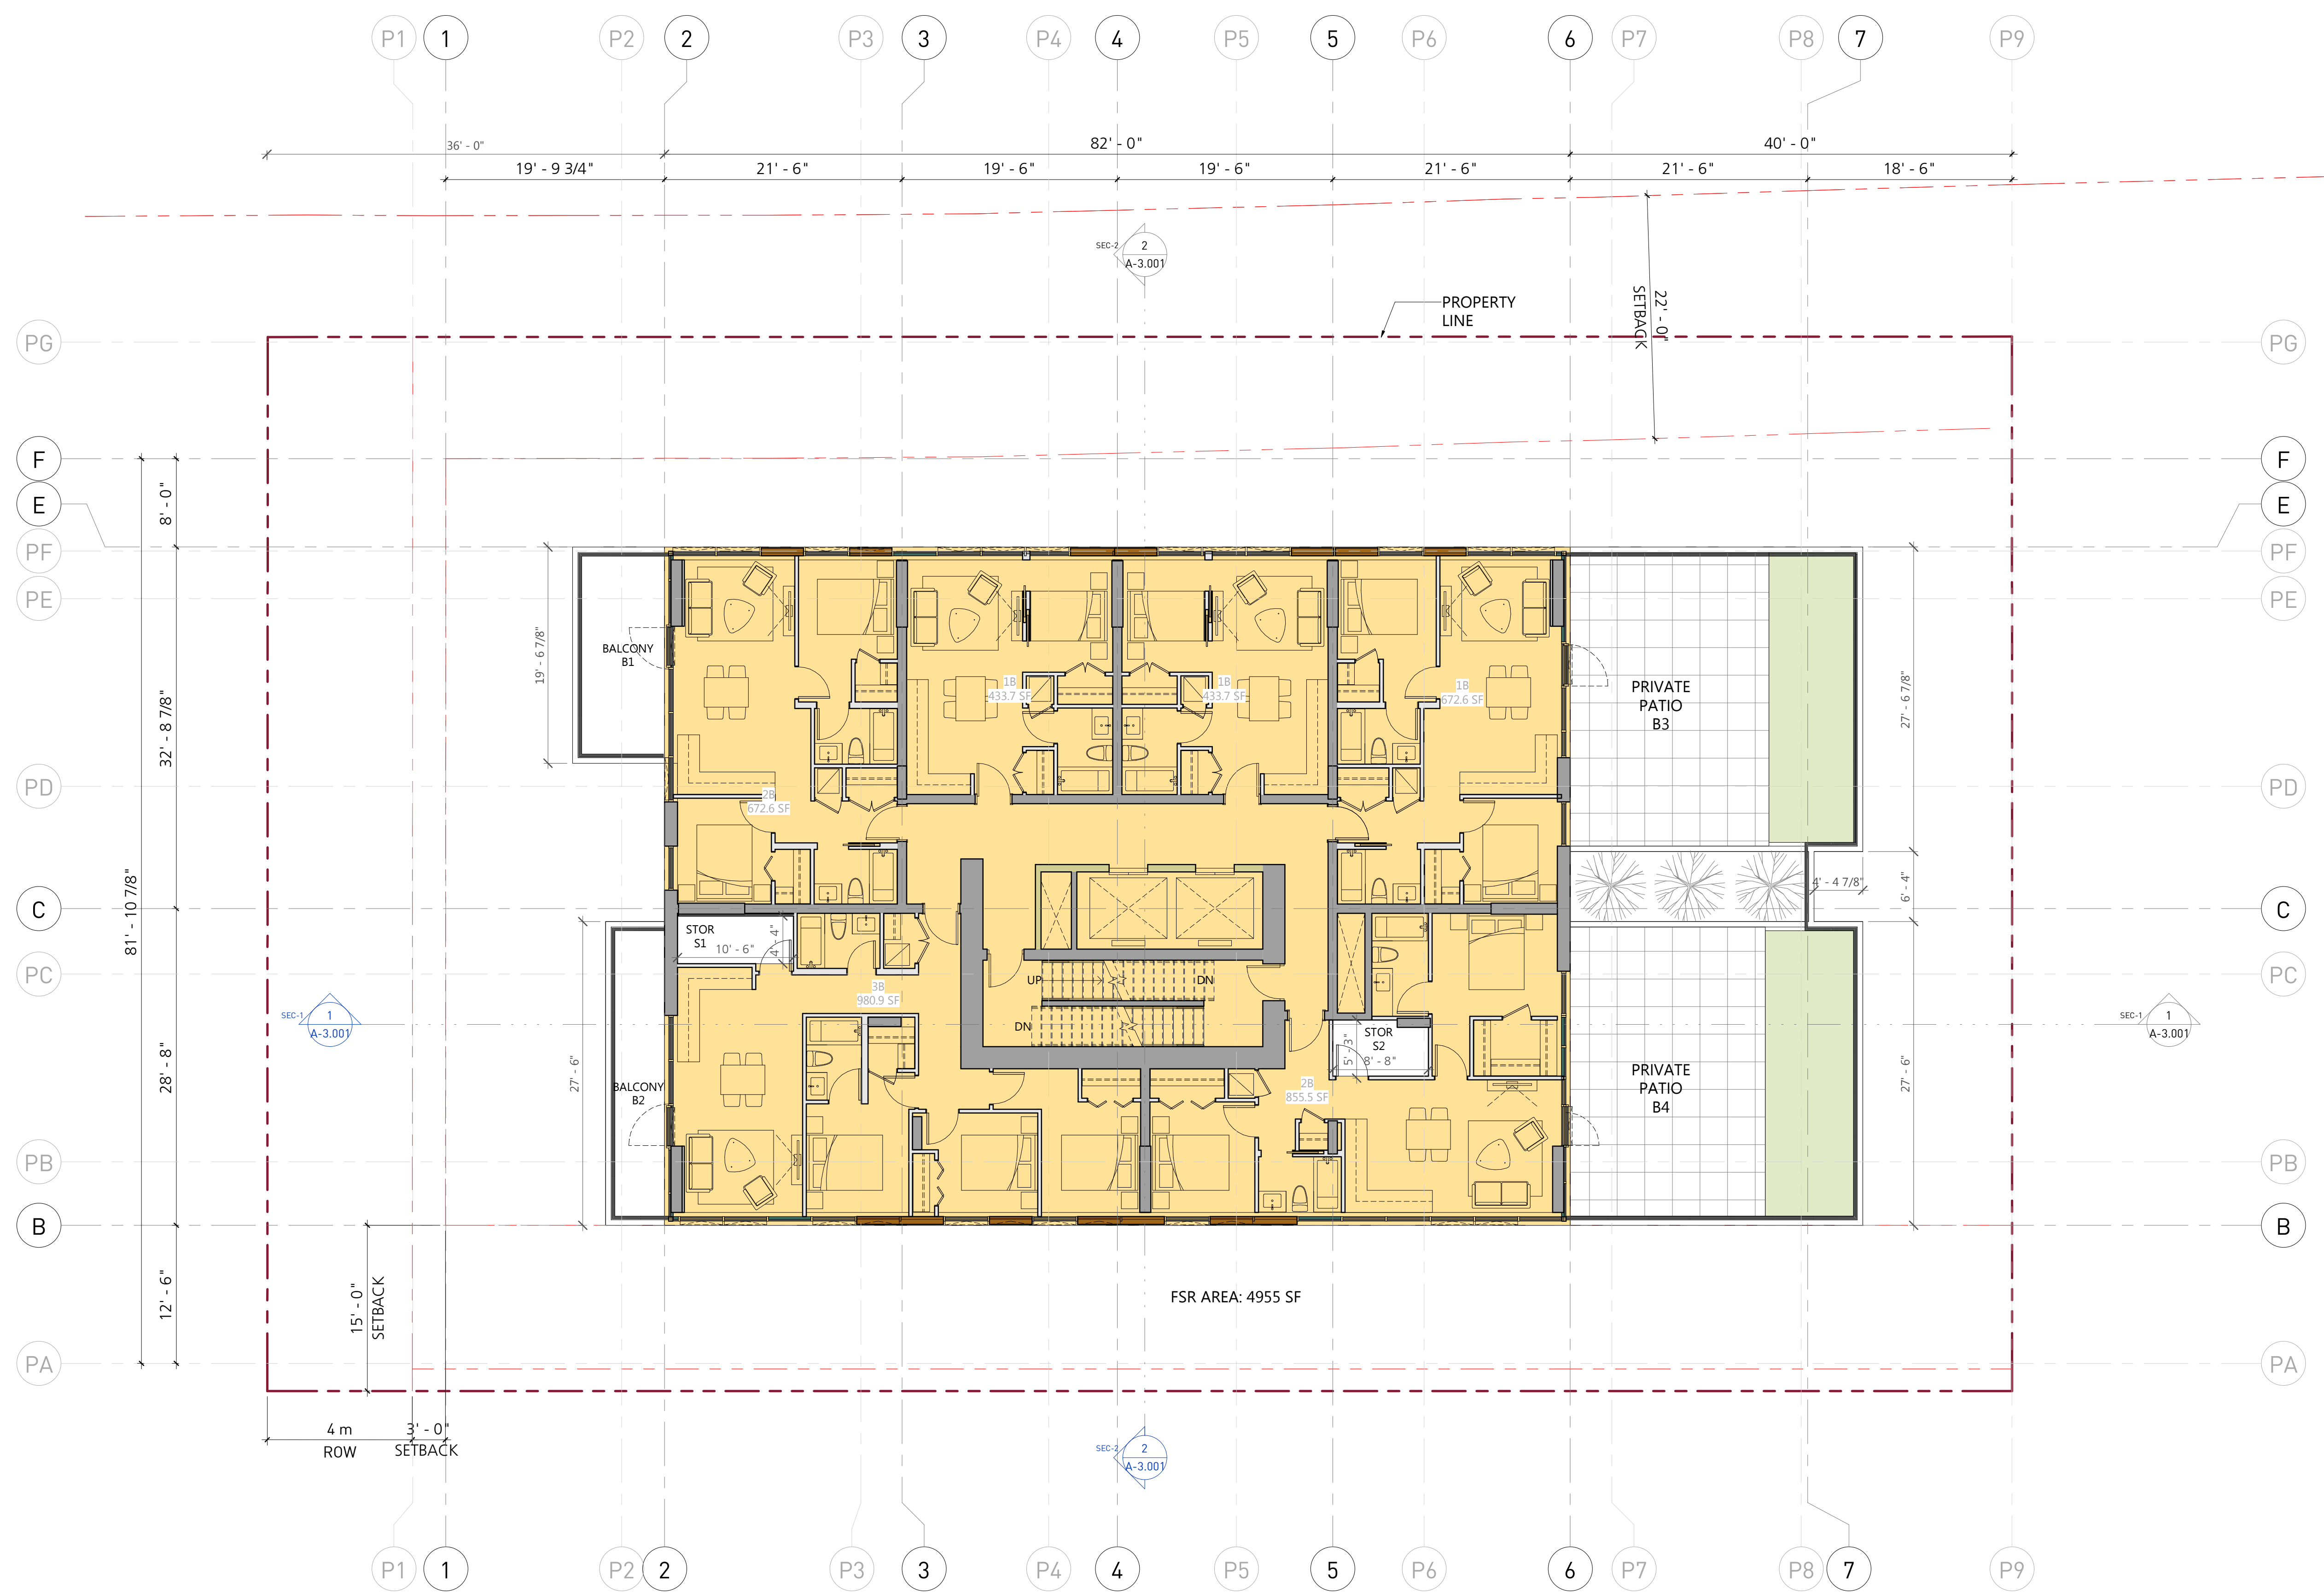 P1 1 P2 2 P3 3 P4 4 P5 5 P6 6 P7 P8 7 P9
36' - 0" 82' - 0" 40' - 0"
19' - 9 3/4" 21' - 6" 19' - 6" 19' - 6" 21' - 6" 21' - 6" 18' - 6"
SEC-2 2
A-3.001
22' - 0"
SETBACK
PROPERTY
LINE
PG PG
F F
E E
PF PF
PE PE
8' - 0"
32' - 8 7/8"
81' - 10 7/8"
28' - 8"
12' - 6"
19' - 6 7/8"
BALCONY
B1
1B
433.7 SF
1B
433.7 SF
1B
672.6 SF
PRIVATE
PATIO
B3
27' - 6 7/8"
PD PD
2B
672.6 SF
4' - 4 7/8"
6' - 4"
C C
STOR
S1
10' - 6"
4' - 4"
PC PC
3B
980.9 SF
UP DN
DN
SEC-1 1
A-3.001
SEC-1 1
A-3.001
STOR
S2
5' - 3"
8' - 8"
27' - 6"
BALCONY
B2
2B
855.5 SF
PRIVATE
PATIO
B4
27' - 6"
PB PB
B B
15' - 0"
SETBACK
FSR AREA: 4955 SF
PA PA
4 m
ROW
3' - 0"
SETBACK
SEC-2 2
A-3.001
P1 1 P2 2 P3 3 P4 4 P5 5 P6 6 P7 P8 7 P9